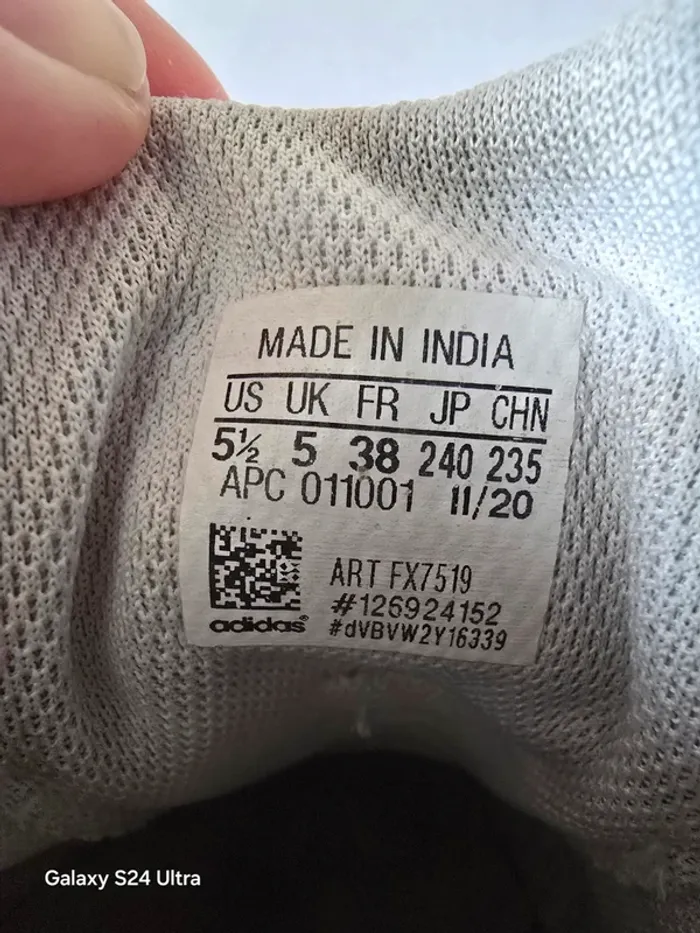 MADE IN INDIA
US UK FR JP CHN
5½ 5 38 240 235
APC 011001 11/20
ART FX7519
#126924152
adidas® #dVBVW2Y16339
Galaxy S24 Ultra